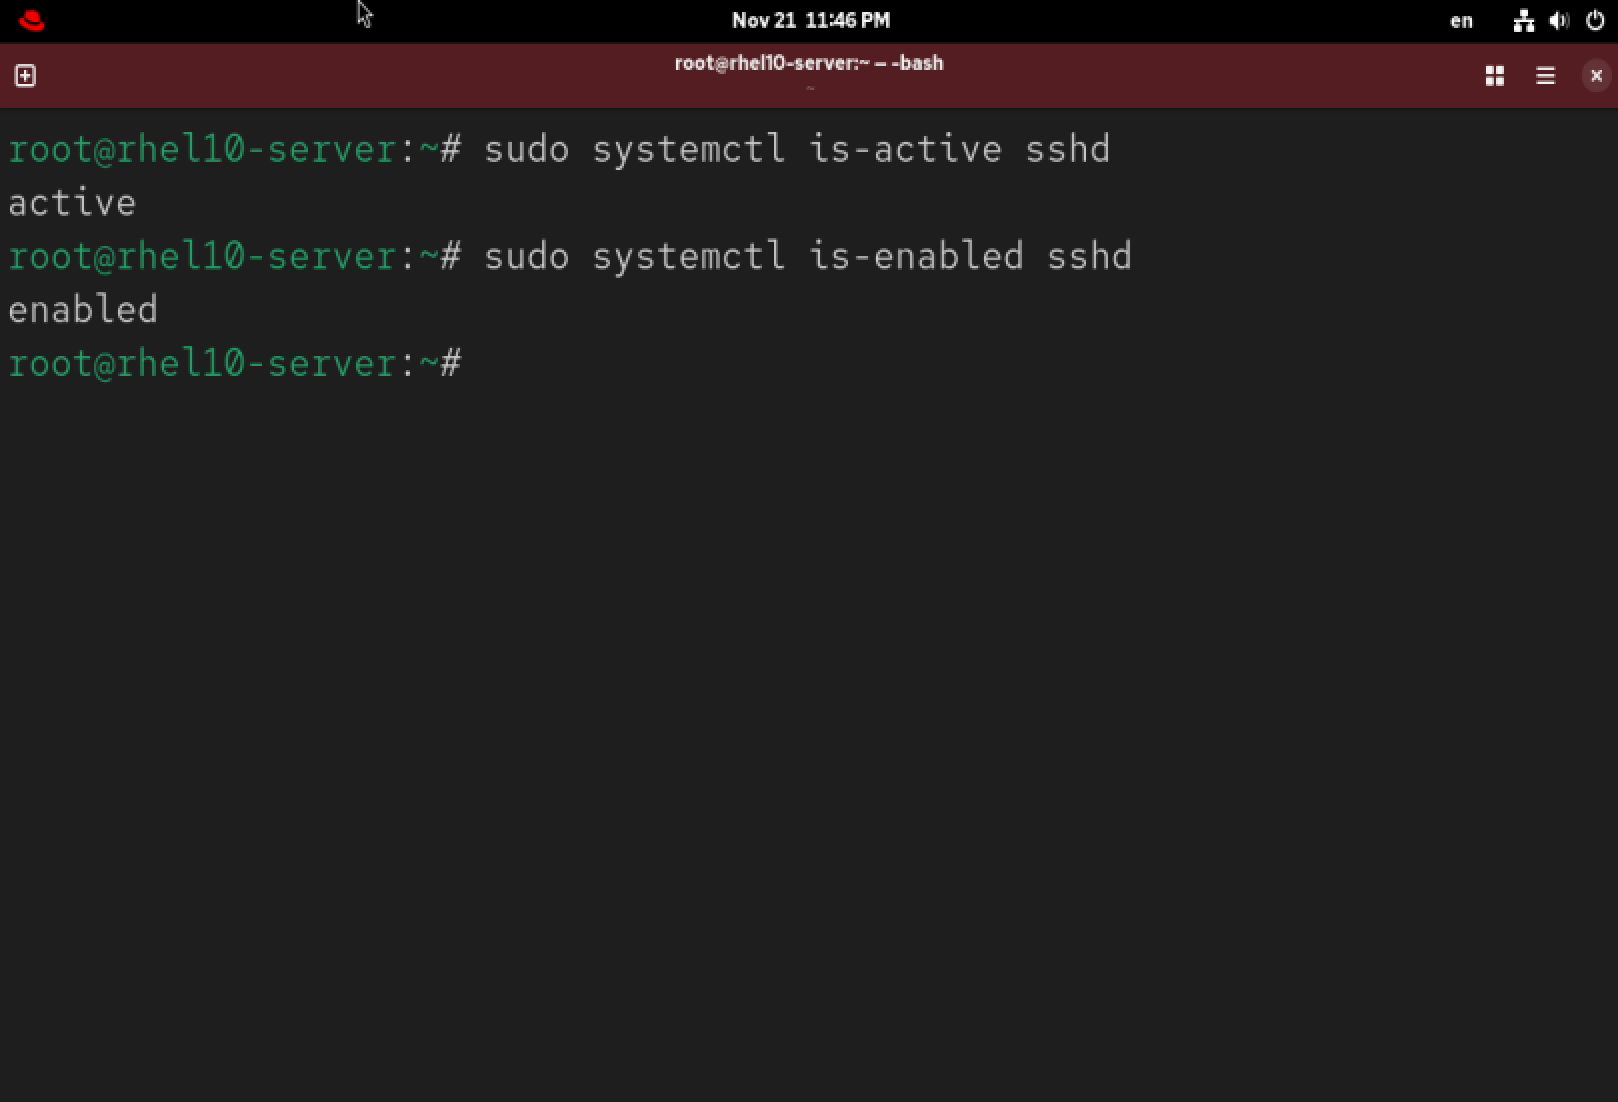 Nov 21 11:46 PM
en
root@rhel10-server:~ – -bash
~
root@rhel10-server:~# sudo systemctl is-active sshd
active
root@rhel10-server:~# sudo systemctl is-enabled sshd
enabled
root@rhel10-server:~#